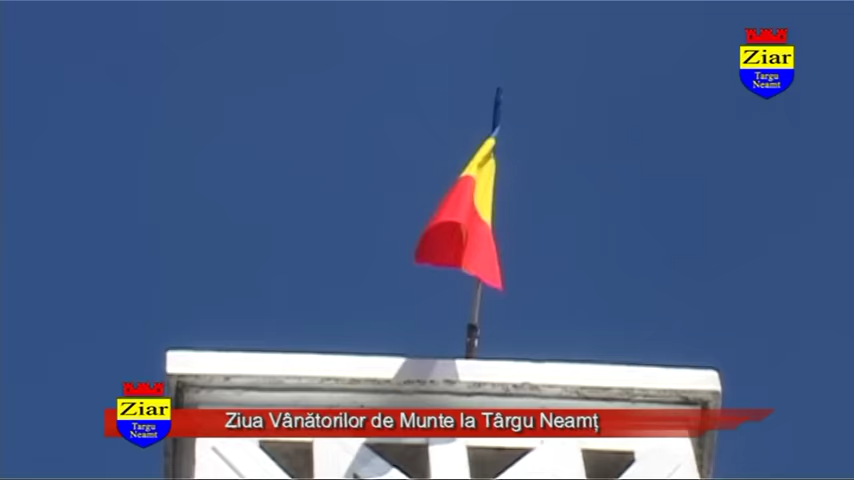 Ziar
Targu
Neamt
Ziua Vânătorilor de Munte la Târgu Neamț
Ziar
Targu
Neamt